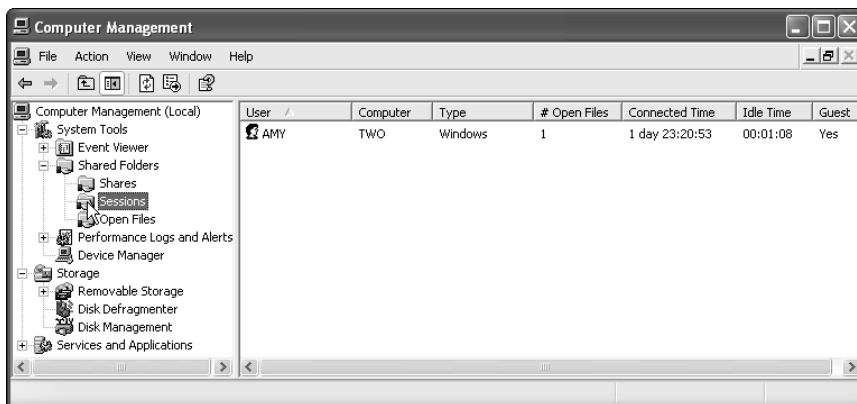 Computer Management
File Action View Window Help
Computer Management (Local)
System Tools
Event Viewer
Shared Folders
Shares
Sessions
Open Files
Performance Logs and Alerts
Device Manager
Storage
Removable Storage
Disk Defragmenter
Disk Management
Services and Applications
User Computer Type # Open Files Connected Time Idle Time Guest
AMY TWO Windows 1 1 day 23:20:53 00:01:08 Yes